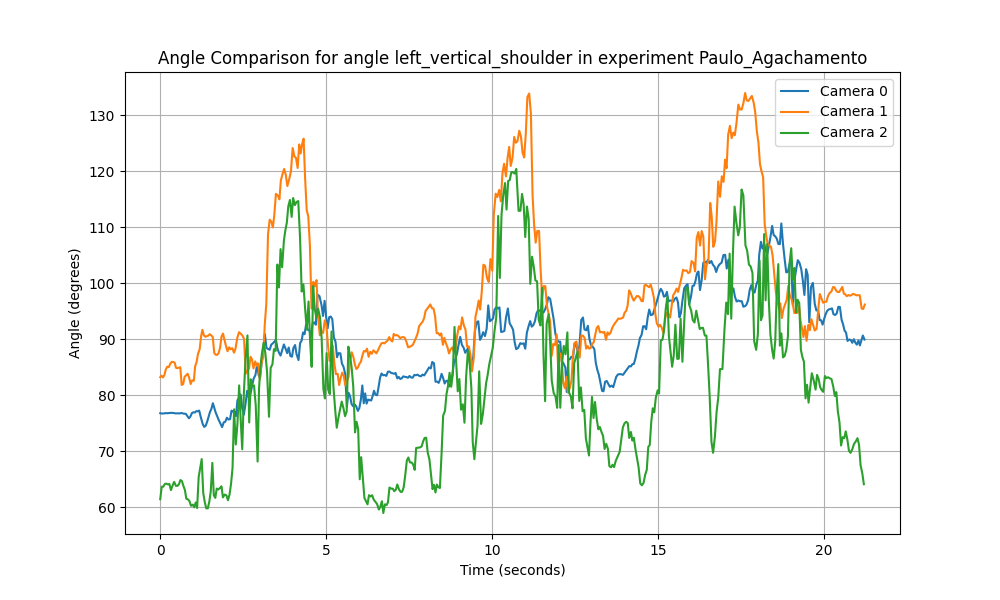 Angle Comparison for angle left_vertical_shoulder in experiment Paulo_Agachamento
Camera 0
Camera 1
Camera 2
130
120
110
100
90
80
70
60
Angle (degrees)
0 5 10 15 20
Time (seconds)